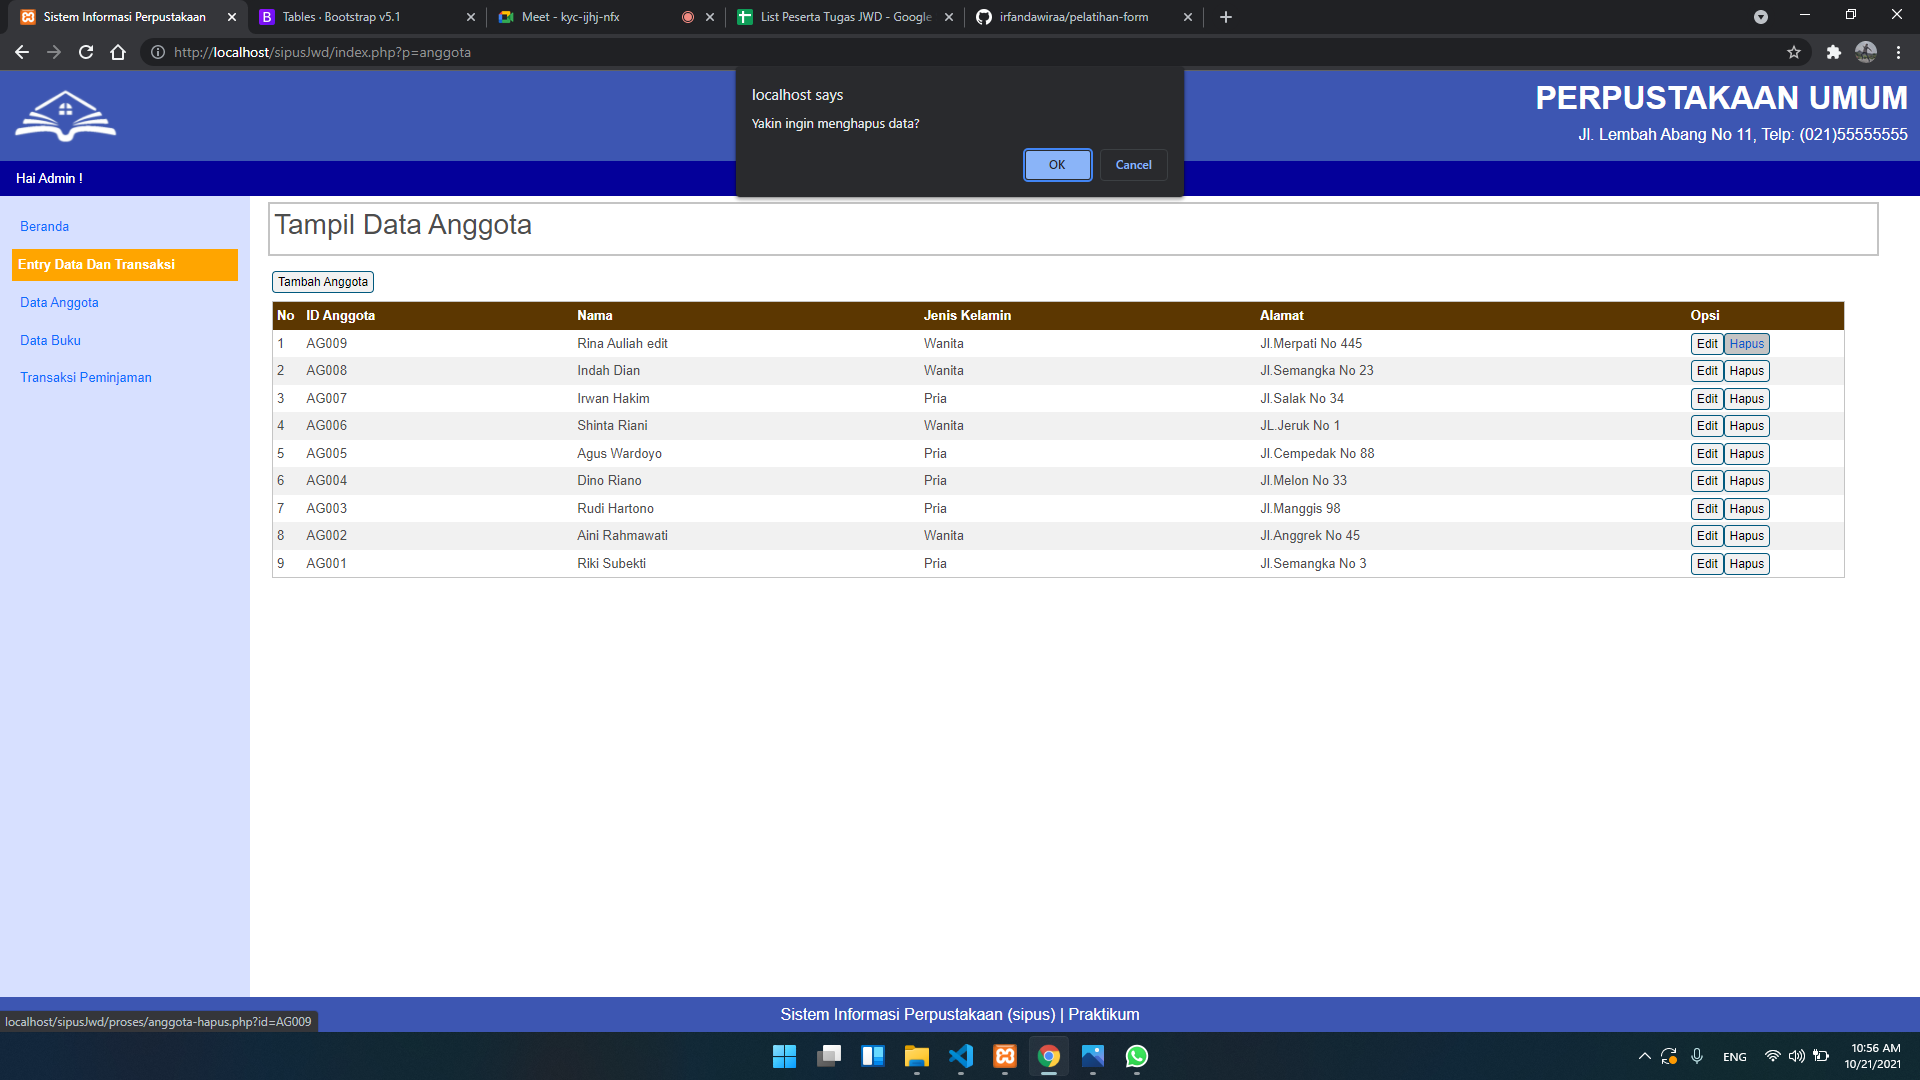 Sistem Informasi Perpustakaan
Tables · Bootstrap v5.1
Meet - kyc-ijhj-nfx
List Peserta Tugas JWD - Google
irfandawiraa/pelatihan-form
http://localhost/sipusJwd/index.php?p=anggota
localhost says
Yakin ingin menghapus data?
OK
Cancel
PERPUSTAKAAN UMUM
Jl. Lembah Abang No 11, Telp: (021)55555555
Hai Admin !
Beranda
Entry Data Dan Transaksi
Data Anggota
Data Buku
Transaksi Peminjaman
Tampil Data Anggota
Tambah Anggota
No ID Anggota Nama Jenis Kelamin Alamat Opsi
1 AG009 Rina Auliah edit Wanita Jl.Merpati No 445 Edit Hapus
2 AG008 Indah Dian Wanita Jl.Semangka No 23 Edit Hapus
3 AG007 Irwan Hakim Pria Jl.Salak No 34 Edit Hapus
4 AG006 Shinta Riani Wanita JL.Jeruk No 1 Edit Hapus
5 AG005 Agus Wardoyo Pria Jl.Cempedak No 88 Edit Hapus
6 AG004 Dino Riano Pria Jl.Melon No 33 Edit Hapus
7 AG003 Rudi Hartono Pria Jl.Manggis 98 Edit Hapus
8 AG002 Aini Rahmawati Wanita Jl.Anggrek No 45 Edit Hapus
9 AG001 Riki Subekti Pria Jl.Semangka No 3 Edit Hapus
Sistem Informasi Perpustakaan (sipus) | Praktikum
localhost/sipusJwd/proses/anggota-hapus.php?id=AG009
ENG
10:56 AM
10/21/2021